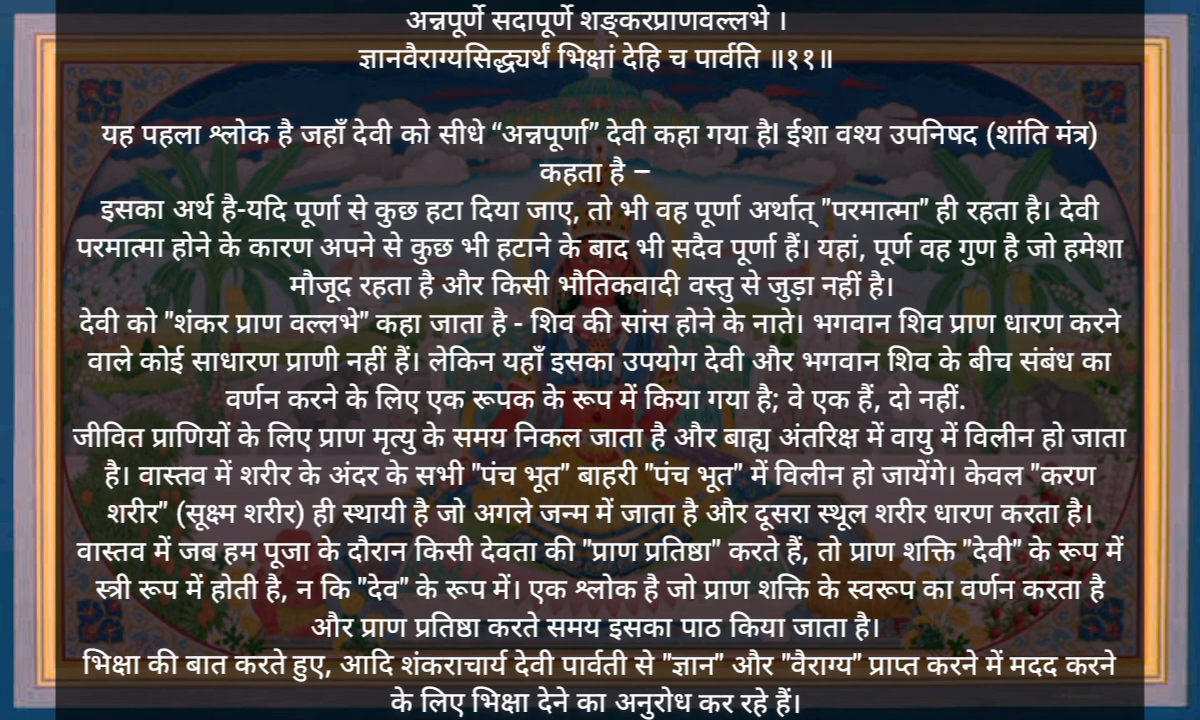 अन्नपूर्णे सदापूर्णे शङ्करप्राणवल्लभे ।
ज्ञानवैराग्यसिद्ध्यर्थं भिक्षां देहि च पार्वति ॥११॥
यह पहला श्लोक है जहाँ देवी को सीधे “अन्नपूर्णा” देवी कहा गया है। ईशा वश्य उपनिषद (शांति मंत्र)
कहता है –
इसका अर्थ है-यदि पूर्णा से कुछ हटा दिया जाए, तो भी वह पूर्णा अर्थात् "परमात्मा" ही रहता है। देवी
परमात्मा होने के कारण अपने से कुछ भी हटाने के बाद भी सदैव पूर्णा हैं। यहां, पूर्ण वह गुण है जो हमेशा
मौजूद रहता है और किसी भौतिकवादी वस्तु से जुड़ा नहीं है।
देवी को "शंकर प्राण वल्लभे" कहा जाता है - शिव की सांस होने के नाते। भगवान शिव प्राण धारण करने
वाले कोई साधारण प्राणी नहीं हैं। लेकिन यहाँ इसका उपयोग देवी और भगवान शिव के बीच संबंध का
वर्णन करने के लिए एक रूपक के रूप में किया गया है; वे एक हैं, दो नहीं.
जीवित प्राणियों के लिए प्राण मृत्यु के समय निकल जाता है और बाह्य अंतरिक्ष में वायु में विलीन हो जाता
है। वास्तव में शरीर के अंदर के सभी "पंच भूत" बाहरी "पंच भूत" में विलीन हो जायेंगे। केवल "करण
शरीर" (सूक्ष्म शरीर) ही स्थायी है जो अगले जन्म में जाता है और दूसरा स्थूल शरीर धारण करता है।
वास्तव में जब हम पूजा के दौरान किसी देवता की "प्राण प्रतिष्ठा" करते हैं, तो प्राण शक्ति "देवी" के रूप में
स्त्री रूप में होती है, न कि "देव" के रूप में। एक श्लोक है जो प्राण शक्ति के स्वरूप का वर्णन करता है
और प्राण प्रतिष्ठा करते समय इसका पाठ किया जाता है।
भिक्षा की बात करते हुए, आदि शंकराचार्य देवी पार्वती से "ज्ञान" और "वैराग्य" प्राप्त करने में मदद करने
के लिए भिक्षा देने का अनुरोध कर रहे हैं।